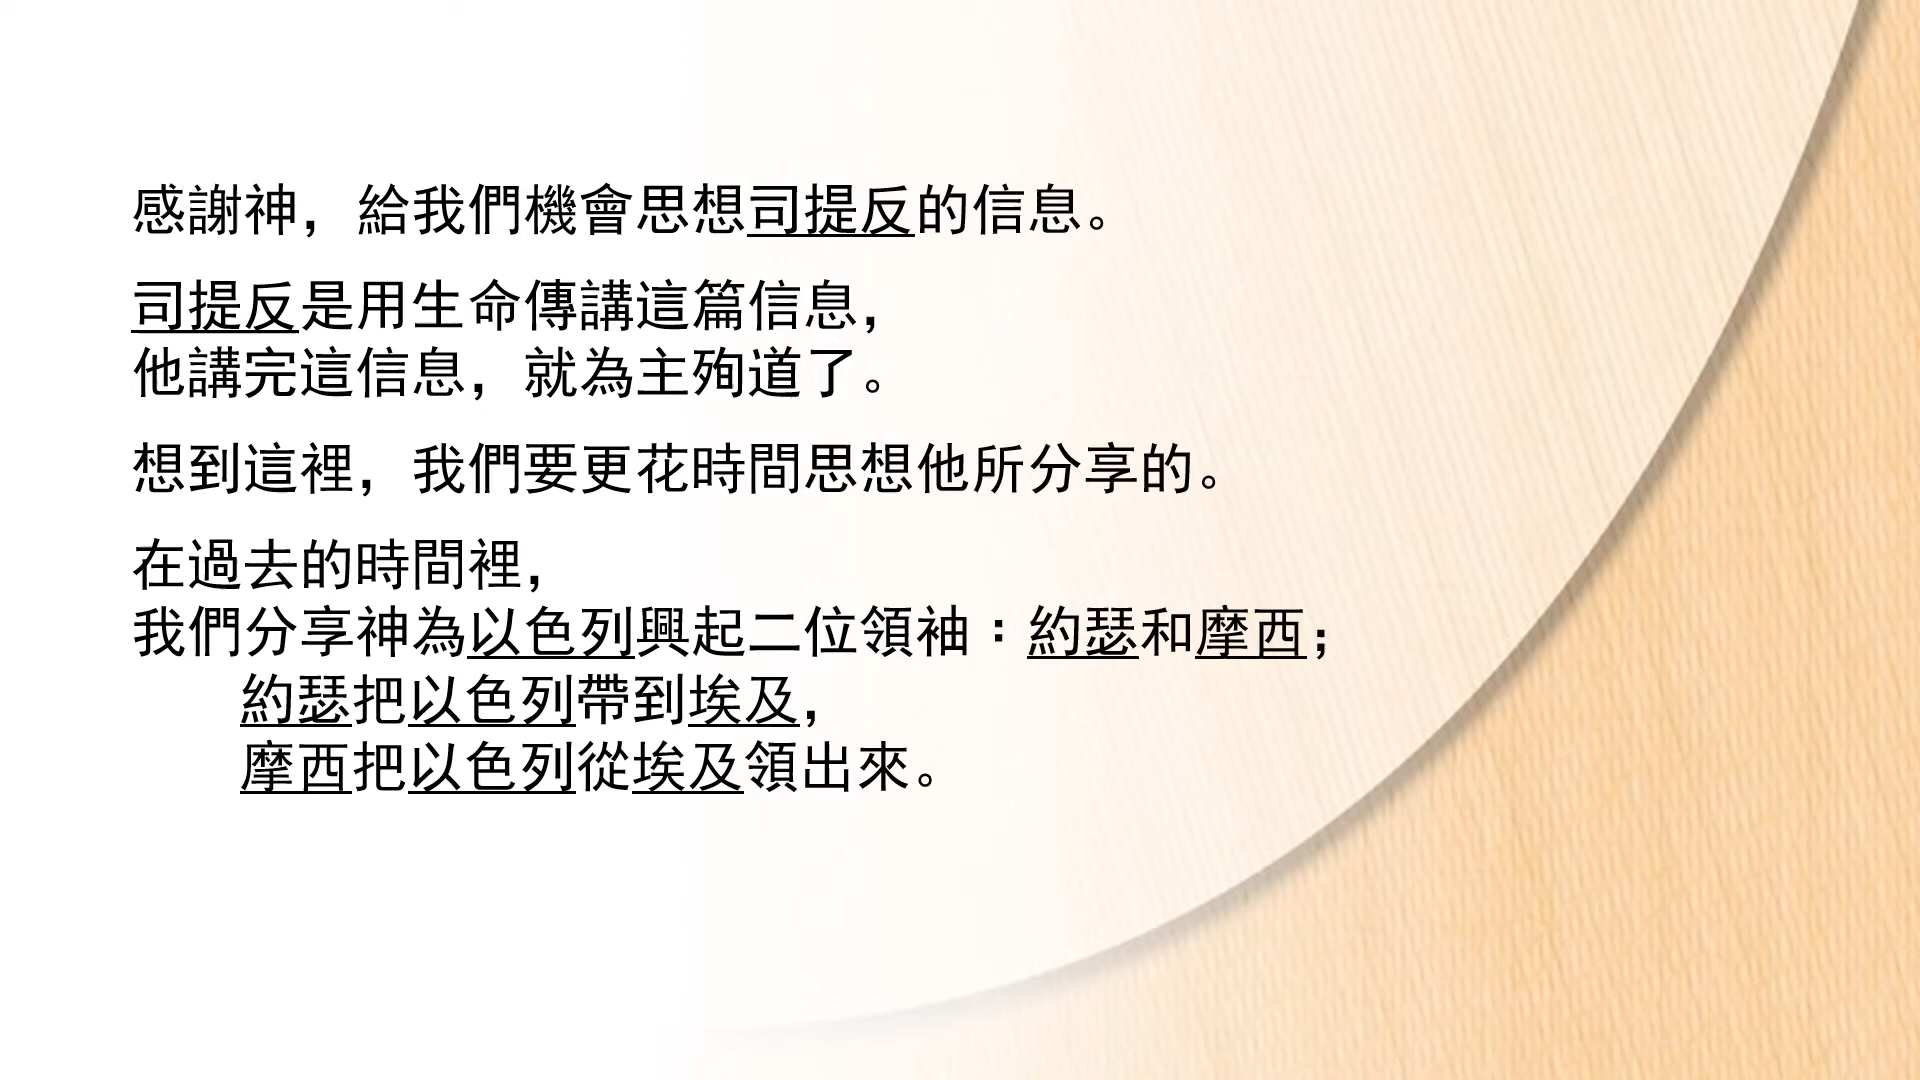 感謝神，給我們機會思想司提反的信息。
司提反是用生命傳講這篇信息，
他講完這信息，就為主殉道了。
想到這裡，我們要更花時間思想他所分享的。
在過去的時間裡，
我們分享神為以色列興起二位領袖：約瑟和摩西；
約瑟把以色列帶到埃及，
摩西把以色列從埃及領出來。